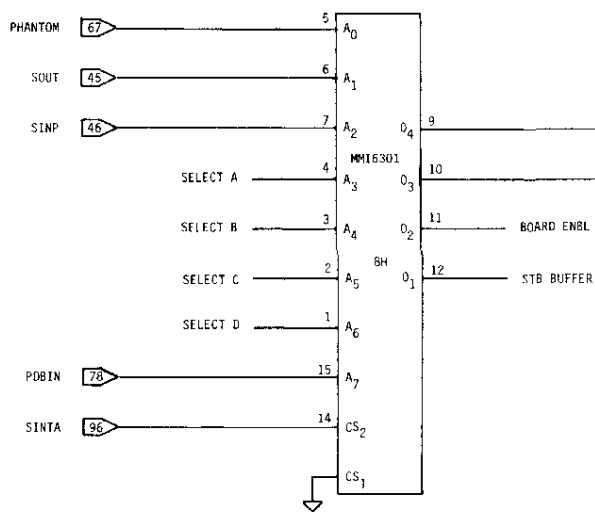 PHANTOM 67 5 A0
SOUT 45 6 A1
SINP 46 7 A2 O4 9
MMI6301
SELECT A 4 A3 O3 10
SELECT B 3 A4 O2 11 BOARD ENBL
8H
SELECT C 2 A5 O1 12 STB BUFFER
SELECT D 1 A6
PDBIN 78 15 A7
SINTA 96 14 CS2
CS1